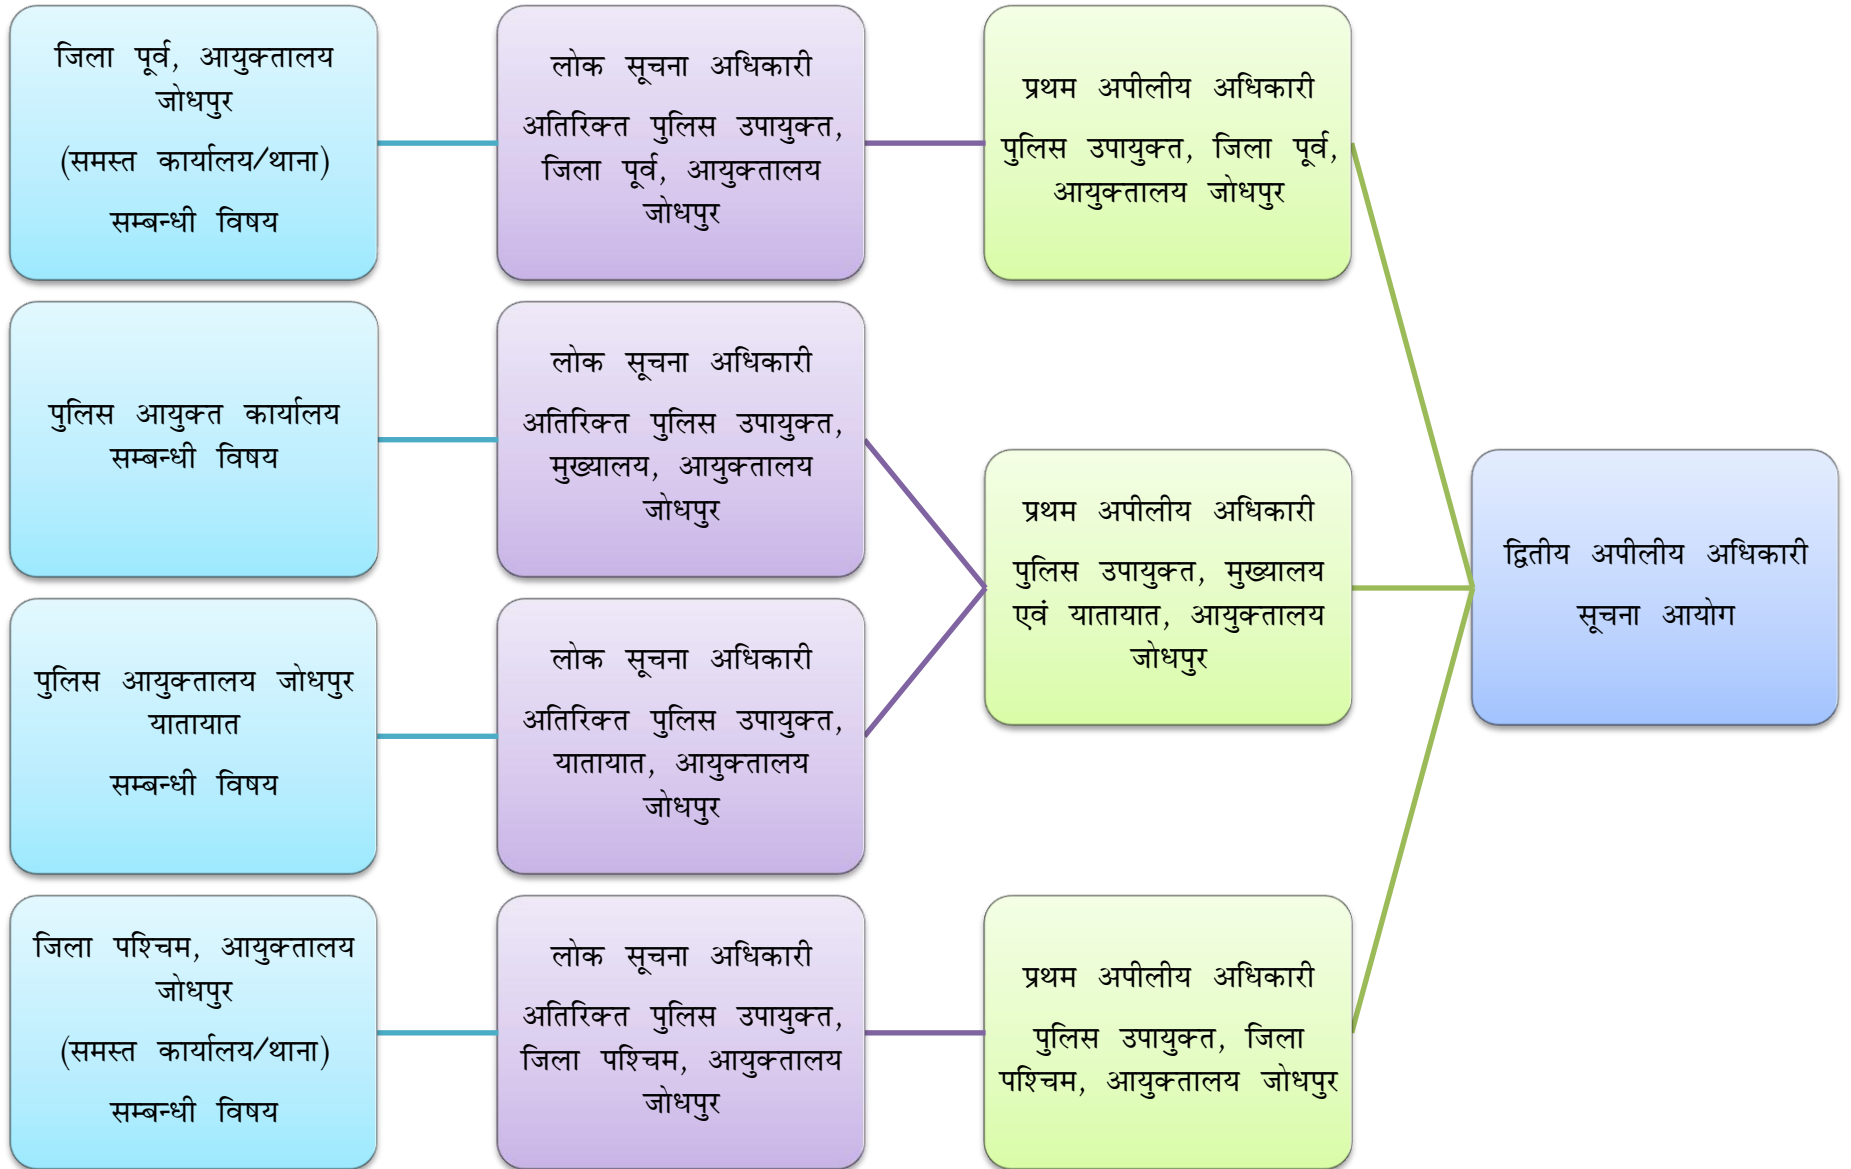 जिला पूर्व, आयुक्तालय
जोधपुर
(समस्त कार्यालय/थाना)
सम्बन्धी विषय
लोक सूचना अधिकारी
अतिरिक्त पुलिस उपायुक्त,
जिला पूर्व, आयुक्तालय
जोधपुर
प्रथम अपीलीय अधिकारी
पुलिस उपायुक्त, जिला पूर्व,
आयुक्तालय जोधपुर
पुलिस आयुक्त कार्यालय
सम्बन्धी विषय
लोक सूचना अधिकारी
अतिरिक्त पुलिस उपायुक्त,
मुख्यालय, आयुक्तालय
जोधपुर
पुलिस आयुक्तालय जोधपुर
यातायात
सम्बन्धी विषय
लोक सूचना अधिकारी
अतिरिक्त पुलिस उपायुक्त,
यातायात, आयुक्तालय
जोधपुर
प्रथम अपीलीय अधिकारी
पुलिस उपायुक्त, मुख्यालय
एवं यातायात, आयुक्तालय
जोधपुर
जिला पश्चिम, आयुक्तालय
जोधपुर
(समस्त कार्यालय/थाना)
सम्बन्धी विषय
लोक सूचना अधिकारी
अतिरिक्त पुलिस उपायुक्त,
जिला पश्चिम, आयुक्तालय
जोधपुर
प्रथम अपीलीय अधिकारी
पुलिस उपायुक्त, जिला
पश्चिम, आयुक्तालय जोधपुर
द्वितीय अपीलीय अधिकारी
सूचना आयोग